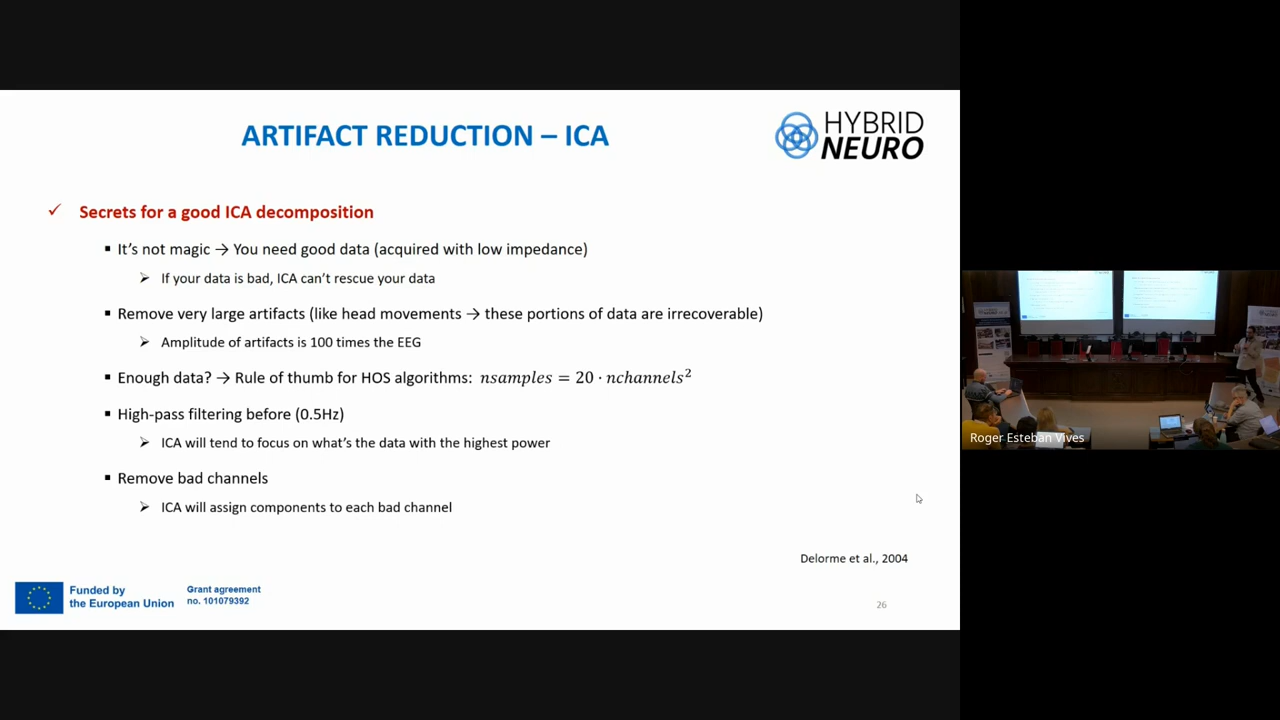 ARTIFACT REDUCTION – ICA
HYBRID
NEURO
✓ Secrets for a good ICA decomposition
▪ It's not magic → You need good data (acquired with low impedance)
➢ If your data is bad, ICA can't rescue your data
▪ Remove very large artifacts (like head movements → these portions of data are irrecoverable)
➢ Amplitude of artifacts is 100 times the EEG
▪ Enough data? → Rule of thumb for HOS algorithms: nsamples = 20 · nchannels²
▪ High-pass filtering before (0.5Hz)
➢ ICA will tend to focus on what's the data with the highest power
▪ Remove bad channels
➢ ICA will assign components to each bad channel
Delorme et al., 2004
Funded by
the European Union
Grant agreement
no. 101079392
26
Roger Esteban Vives